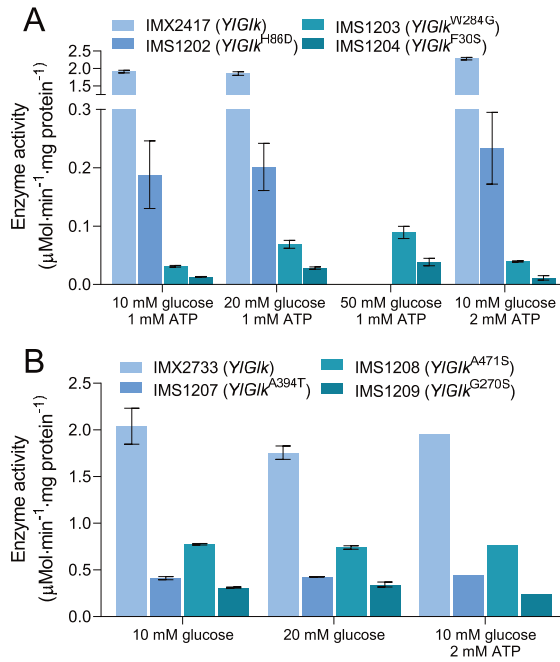 A
IMX2417 (YlGlk)
IMS1203 (YlGlk^W284G)
IMS1202 (YlGlk^H86D)
IMS1204 (YlGlk^F30S)
Enzyme activity
(µMol·min⁻¹·mg protein⁻¹)
2.5
2.0
1.5
0.3
0.2
0.1
0.0
10 mM glucose 20 mM glucose 50 mM glucose 10 mM glucose
1 mM ATP 1 mM ATP 1 mM ATP 2 mM ATP
B
IMX2733 (YlGlk)
IMS1208 (YlGlk^A471S)
IMS1207 (YlGlk^A394T)
IMS1209 (YlGlk^G270S)
Enzyme activity
(µMol·min⁻¹·mg protein⁻¹)
2.5
2.0
1.5
1.0
0.5
0.0
10 mM glucose 20 mM glucose 10 mM glucose
2 mM ATP